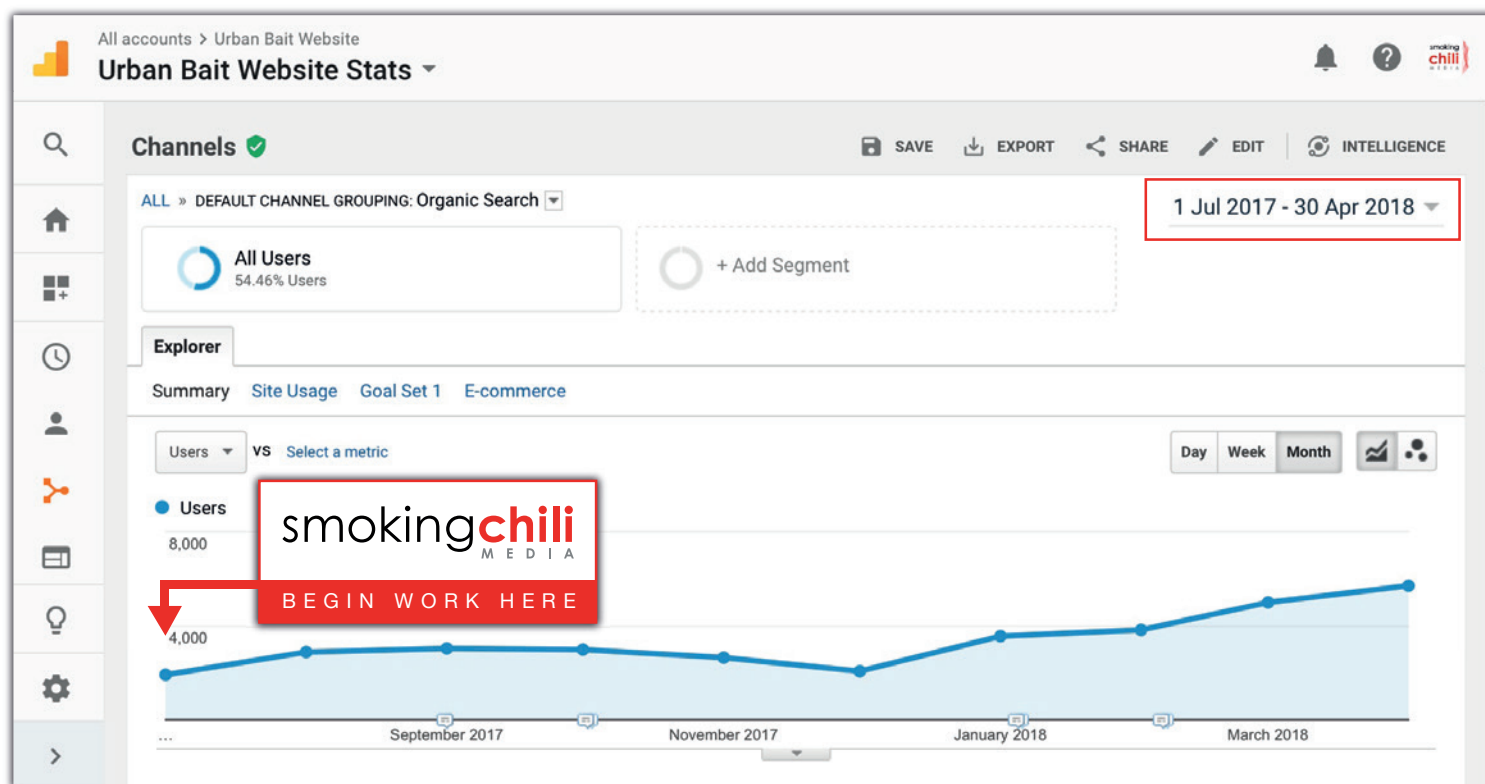 All accounts > Urban Bait Website
Urban Bait Website Stats
smoking
chili
MEDIA
Channels
SAVE EXPORT SHARE EDIT INTELLIGENCE
ALL » DEFAULT CHANNEL GROUPING: Organic Search
1 Jul 2017 - 30 Apr 2018
All Users
54.46% Users
+ Add Segment
Explorer
Summary Site Usage Goal Set 1 E-commerce
Users VS Select a metric
Day Week Month
Users
8,000
smokingchili
MEDIA
BEGIN WORK HERE
4,000
... September 2017 November 2017 January 2018 March 2018